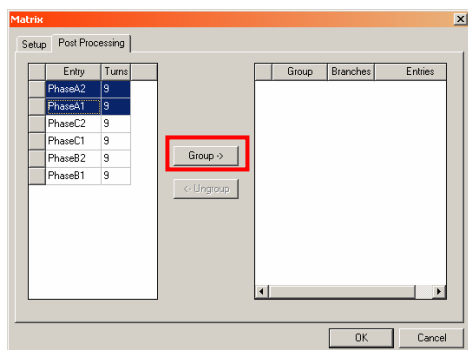 Matrix
Setup Post Processing
Entry Turns Group Branches Entries
PhaseA2 9
PhaseA1 9
PhaseC2 9
PhaseC1 9
PhaseB2 9
PhaseB1 9
Group ->
<- Ungroup
OK Cancel